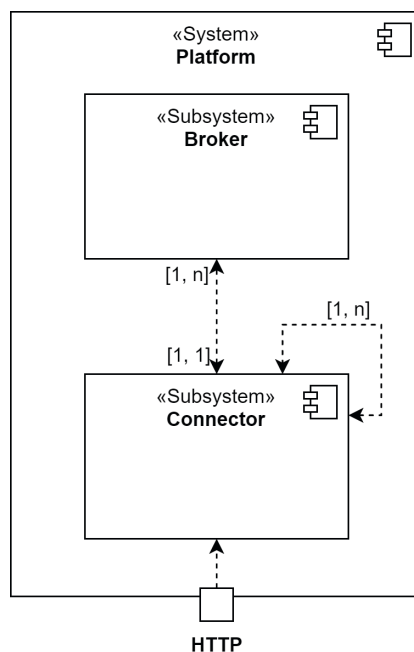 «System»
Platform
«Subsystem»
Broker
[1, n]
[1, n]
[1, 1]
«Subsystem»
Connector
HTTP